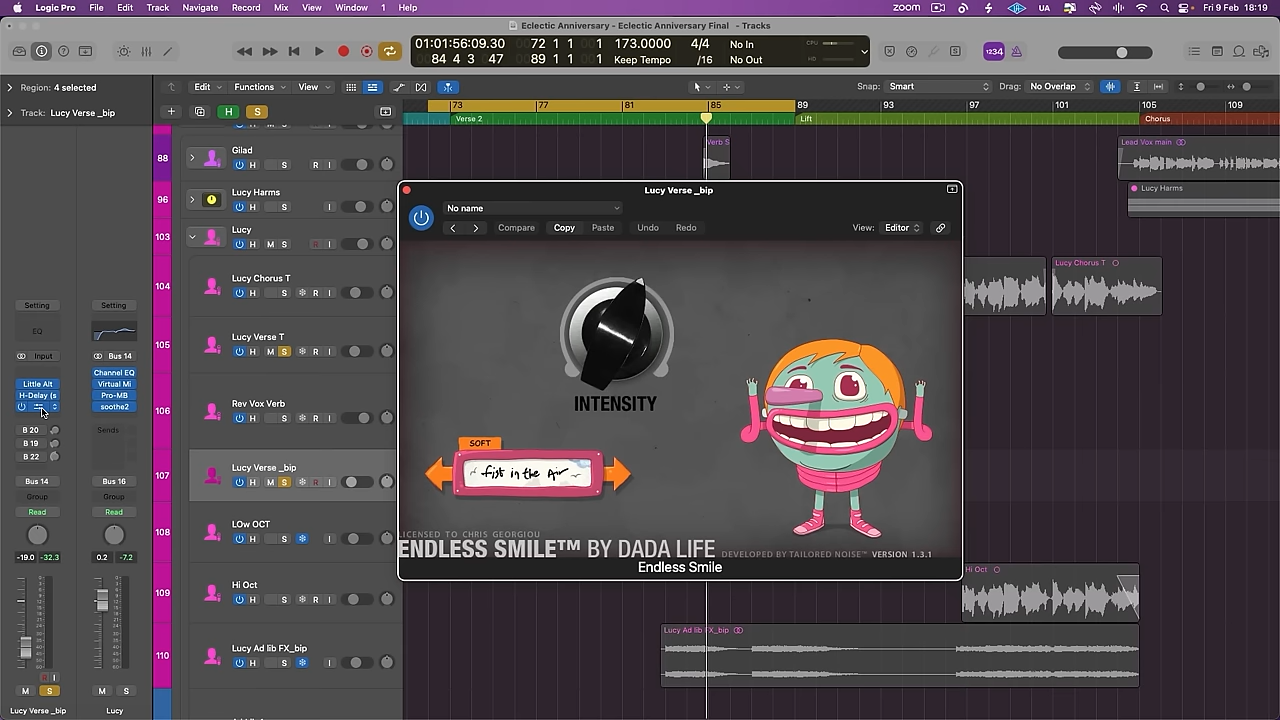 Logic Pro File Edit Track Navigate Record Mix View Window 1 Help zoom UA Fri 9 Feb 18:19
Eclectic Anniversary - Eclectic Anniversary Final - Tracks
01:01:56:09.30 0072 1 1 001 173.0000 4/4 No In CPU
0084 4 3 047 0089 1 1 001 Keep Tempo /16 No Out HD
1234
Region: 4 selected Edit Functions View Snap: Smart Drag: No Overlap
Track: Lucy Verse _bip H S
73 77 81 85 89 93 97 101 105 109
Verse 2 Lift Chorus
88 Gilad
H S R I
Verb S
Lead Vox main
96 Lucy Harms
H S I
Lucy Harms
103 Lucy
H M S R I
104 Lucy Chorus T
H S R I
Lucy Chorus T
105 Lucy Verse T
H M S R I
106 Rev Vox Verb
H S R I
107 Lucy Verse _bip
H M S R I
108 LOw OCT
H S I
109 Hi Oct
H S R I
Hi Oct
110 Lucy Ad lib FX_bip
H S I
Lucy Ad lib FX_bip
Lucy Verse _bip
No name
Compare Copy Paste Undo Redo View: Editor
INTENSITY
SOFT
fist in the Air
LICENSED TO CHRIS GEORGIOU
ENDLESS SMILE™ BY DADA LIFE DEVELOPED BY TAILORED NOISE™ VERSION 1.3.1
Endless Smile
Setting Setting
EQ
Input Bus 14
Channel EQ
Little Alt Virtual Mi
H-Delay (s Pro-MB
soothe2
B 20 Sends
B 19
B 22
Bus 14 Bus 16
Group Group
Read Read
-19.0 -32.3 0.2 -7.2
R I
M S M S
Lucy Verse _bip Lucy